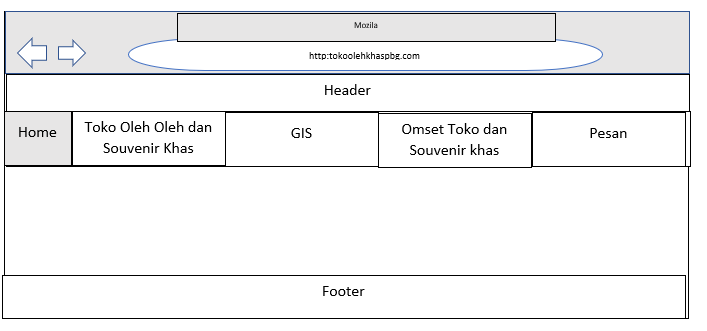 Mozila
http:tokoolehkhaspbg.com
Header
Home
Toko Oleh Oleh dan
Souvenir Khas
GIS
Omset Toko dan
Souvenir khas
Pesan
Footer